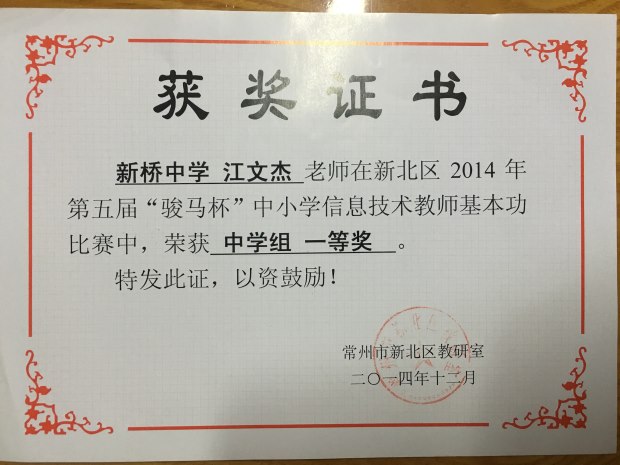 获奖证书
新桥中学 江文杰 老师在新北区 2014 年
第五届“骏马杯”中小学信息技术教师基本功
比赛中，荣获 中学组 一等奖 。
特发此证，以资鼓励！
常州市新北区教研室
二〇一四年十二月